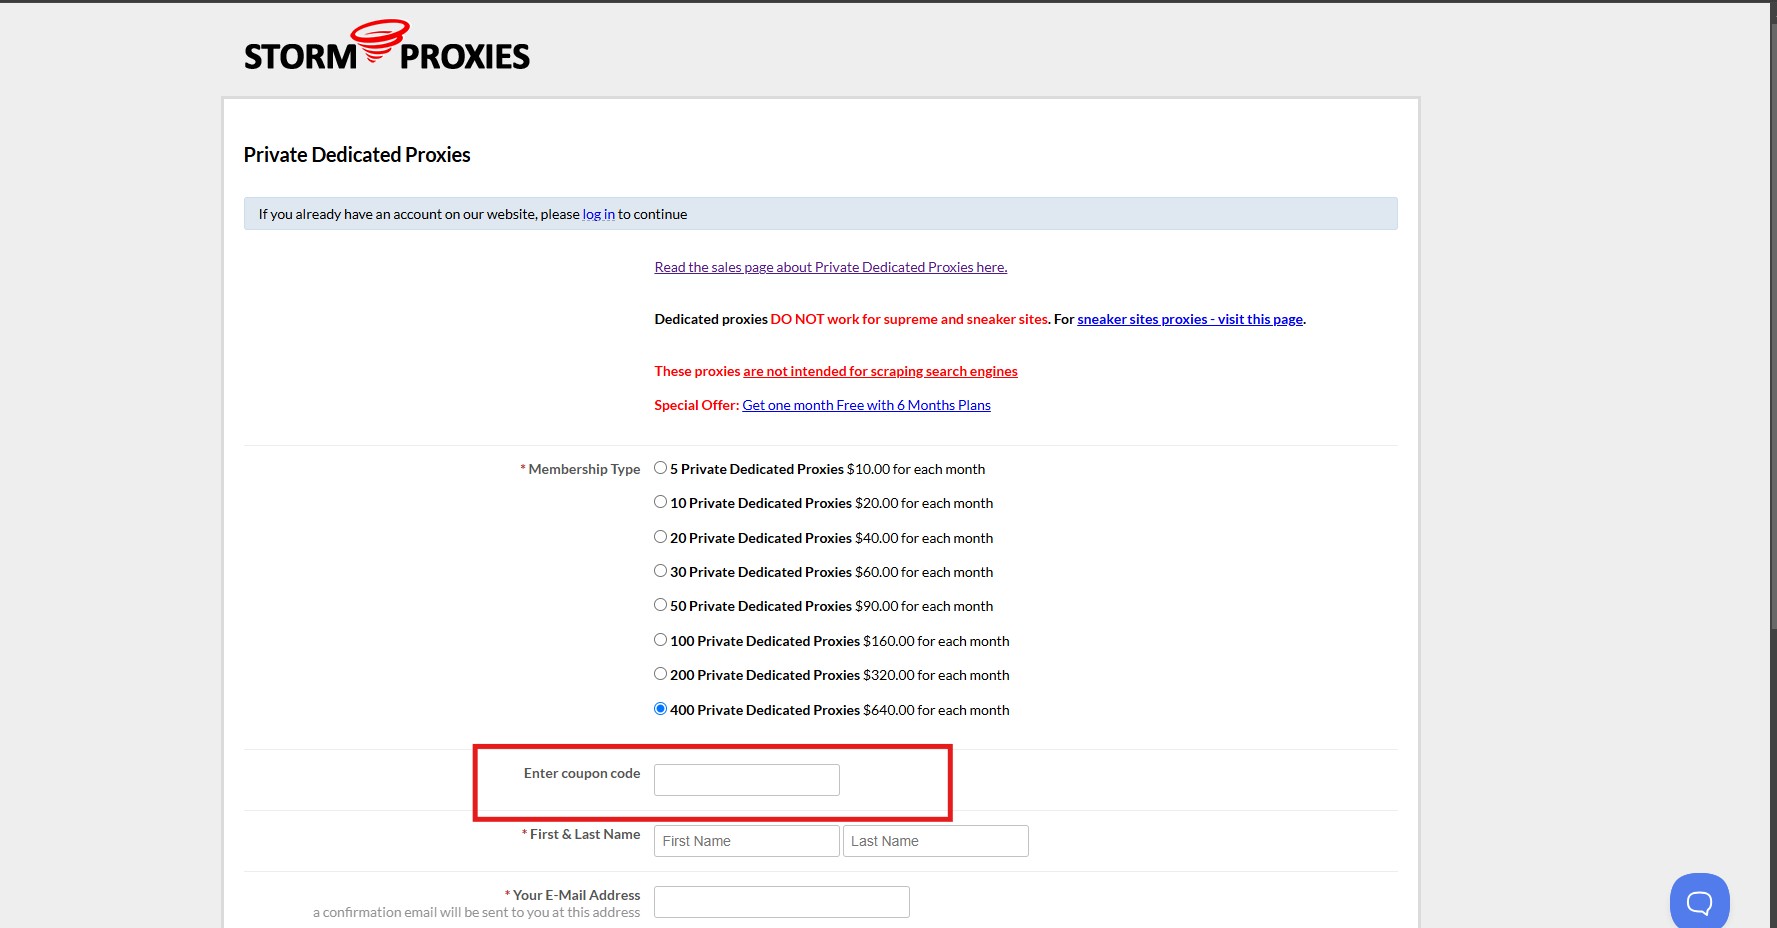 STORM PROXIES
Private Dedicated Proxies
If you already have an account on our website, please log in to continue
Read the sales page about Private Dedicated Proxies here.
Dedicated proxies DO NOT work for supreme and sneaker sites. For sneaker sites proxies - visit this page.
These proxies are not intended for scraping search engines
Special Offer: Get one month Free with 6 Months Plans
* Membership Type
5 Private Dedicated Proxies $10.00 for each month
10 Private Dedicated Proxies $20.00 for each month
20 Private Dedicated Proxies $40.00 for each month
30 Private Dedicated Proxies $60.00 for each month
50 Private Dedicated Proxies $90.00 for each month
100 Private Dedicated Proxies $160.00 for each month
200 Private Dedicated Proxies $320.00 for each month
400 Private Dedicated Proxies $640.00 for each month
Enter coupon code
* First & Last Name First Name Last Name
* Your E-Mail Address
a confirmation email will be sent to you at this address